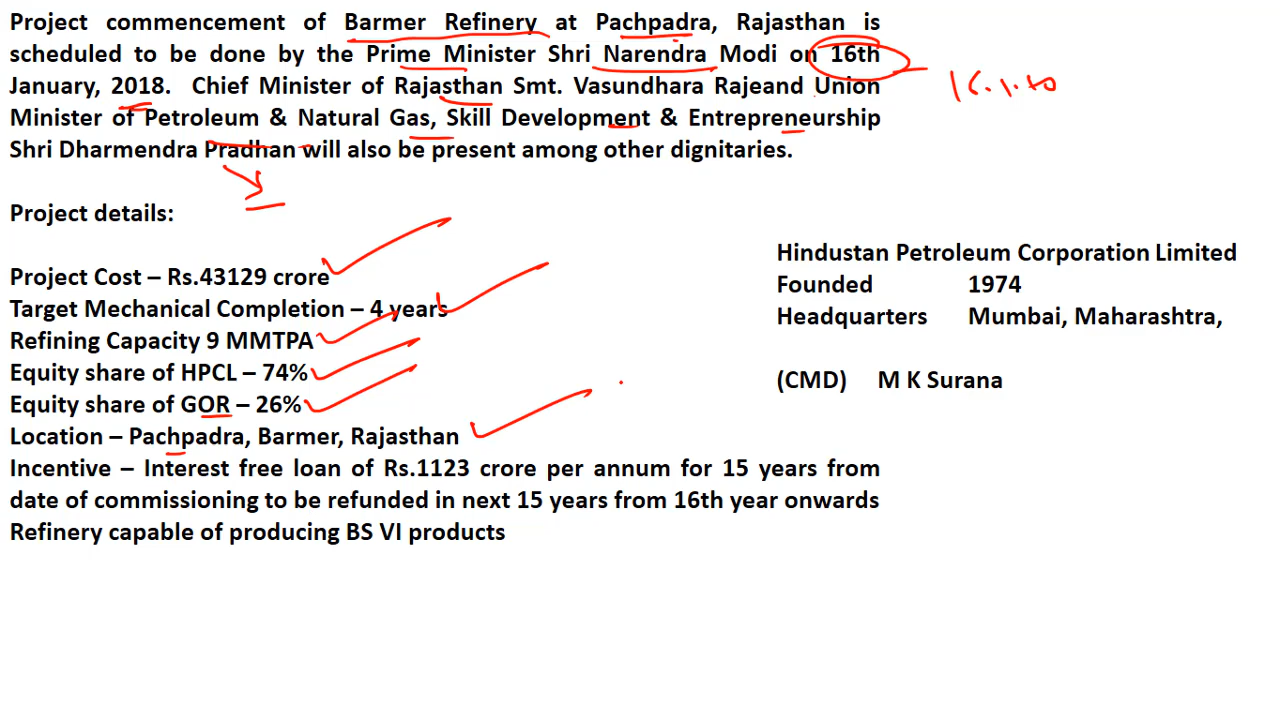 Project commencement of Barmer Refinery at Pachpadra, Rajasthan is
scheduled to be done by the Prime Minister Shri Narendra Modi on 16th
January, 2018. Chief Minister of Rajasthan Smt. Vasundhara Rajeand Union
Minister of Petroleum & Natural Gas, Skill Development & Entrepreneurship
Shri Dharmendra Pradhan will also be present among other dignitaries.
Project details:
Project Cost – Rs.43129 crore
Target Mechanical Completion – 4 years
Refining Capacity 9 MMTPA
Equity share of HPCL – 74%
Equity share of GOR – 26%
Location – Pachpadra, Barmer, Rajasthan
Incentive – Interest free loan of Rs.1123 crore per annum for 15 years from
date of commissioning to be refunded in next 15 years from 16th year onwards
Refinery capable of producing BS VI products
Hindustan Petroleum Corporation Limited
Founded 1974
Headquarters Mumbai, Maharashtra,
(CMD) M K Surana